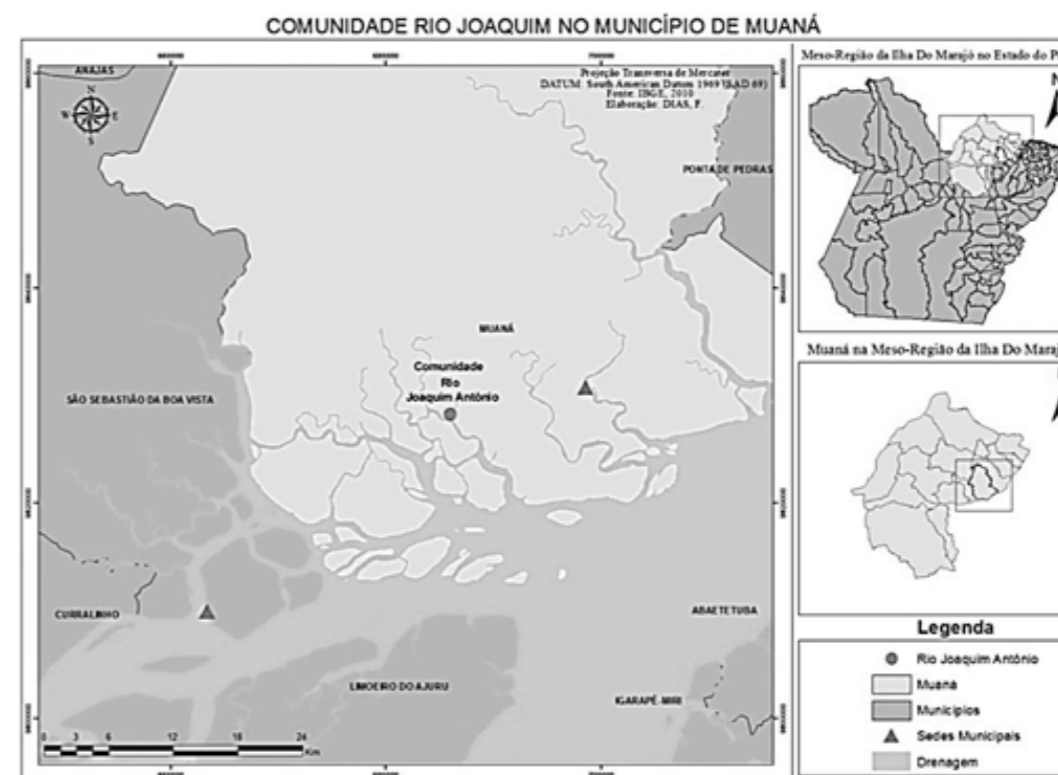 COMUNIDADE RIO JOAQUIM NO MUNICÍPIO DE MUANÁ
ANAJAS
N
W E
S
Projeção Transversa de Mercater
DATUM: South American Datum 1969 (SAD 69)
Fonte: IBGE, 2010
Elaboração: DIAS, F.
PONTA DE PEDRAS
MUANÁ
Comunidade
Rio
Joaquim Antônio
SÃO SEBASTIÃO DA BOA VISTA
CURRALINHO
ABAETETUBA
LIMOEIRO DO AJURU
IGARAPÉ-MIRI
0 3 6 12 18 24
Km
Meso-Região da Ilha Do Marajó no Estado do P
N
Muaná na Meso-Região da Ilha Do Maraj
Legenda
Rio Joaquim Antônio
Muaná
Municípios
Sedes Municipais
Drenagem